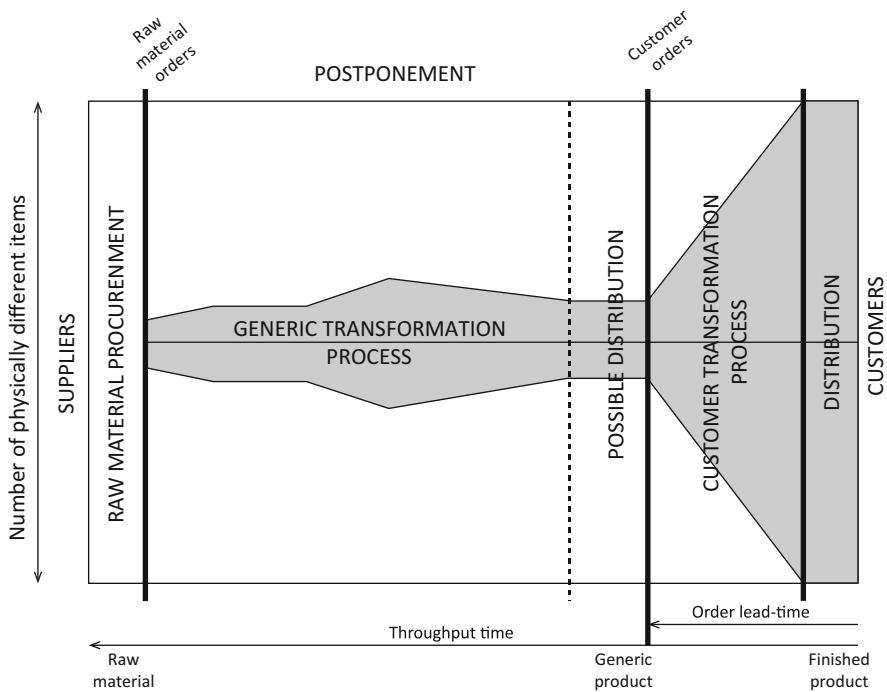 Raw
material
orders
POSTPONEMENT
Customer
orders
Number of physically different items
SUPPLIERS
RAW MATERIAL PROCURENMENT
GENERIC TRANSFORMATION
PROCESS
POSSIBLE DISTRIBUTION
CUSTOMER TRANSFORMATION
PROCESS
DISTRIBUTION
CUSTOMERS
Order lead-time
Throughput time
Raw
material
Generic
product
Finished
product